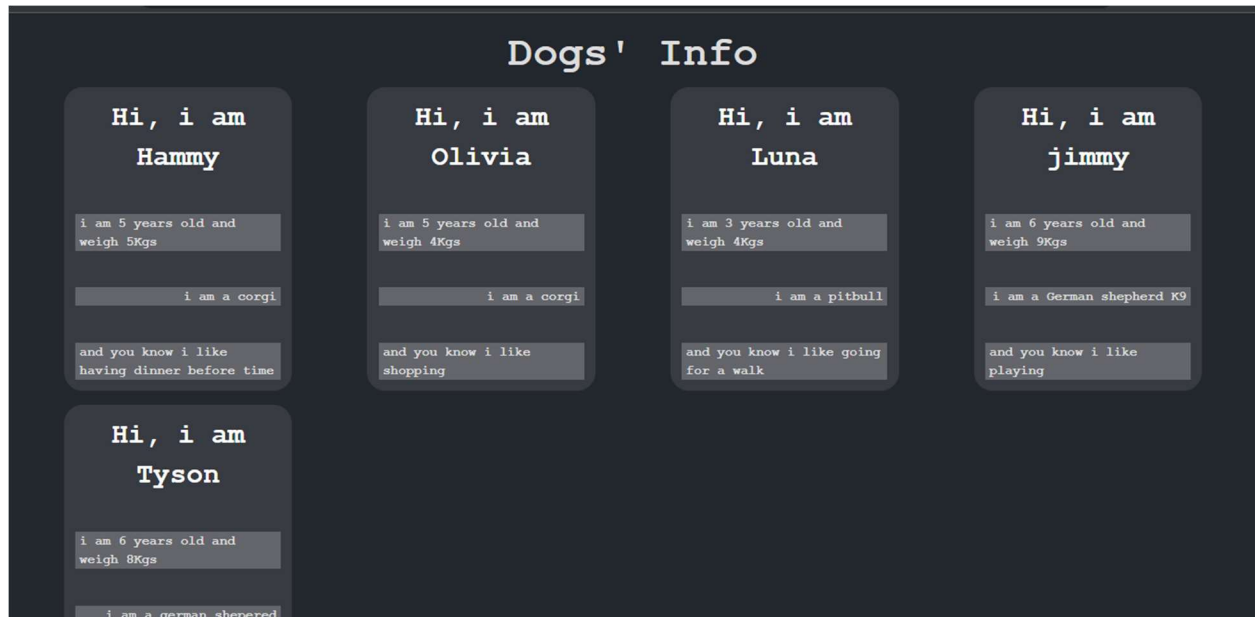 Dogs' Info
Hi, i am
Hammy
i am 5 years old and
weigh 5Kgs
i am a corgi
and you know i like
having dinner before time
Hi, i am
Olivia
i am 5 years old and
weigh 4Kgs
i am a corgi
and you know i like
shopping
Hi, i am
Luna
i am 3 years old and
weigh 4Kgs
i am a pitbull
and you know i like going
for a walk
Hi, i am
jimmy
i am 6 years old and
weigh 9Kgs
i am a German shepherd K9
and you know i like
playing
Hi, i am
Tyson
i am 6 years old and
weigh 8Kgs
i am a german shepered